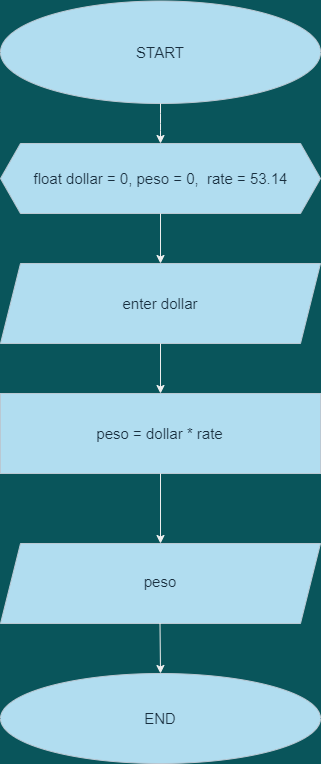 START
float dollar = 0, peso = 0,  rate = 53.14
enter dollar
peso = dollar * rate
peso
END